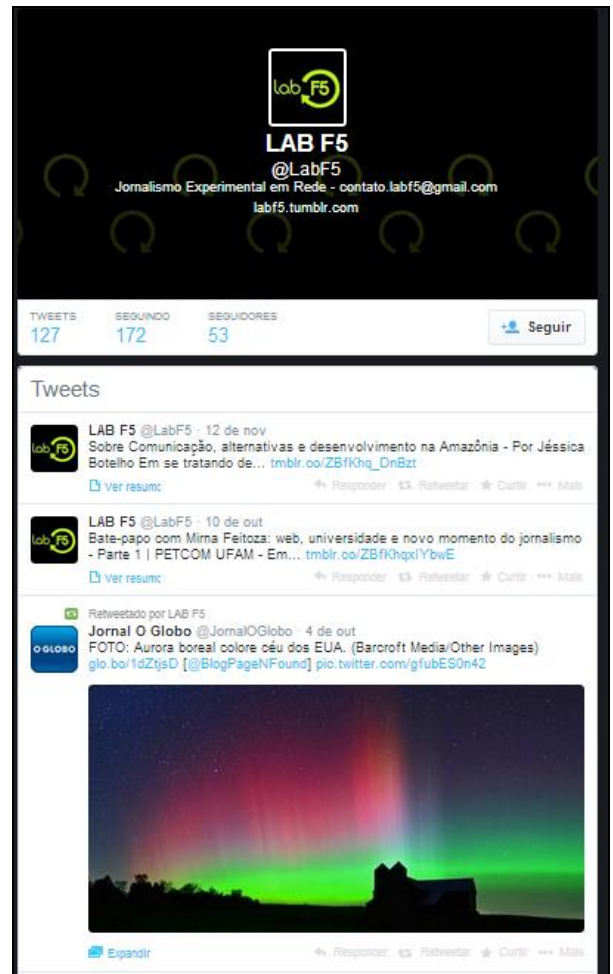 lab F5
LAB F5
@LabF5
Jornalismo Experimental em Rede - contato.labf5@gmail.com
labf5.tumblr.com
TWEETS SEGUINDO SEGUIDORES
127 172 53
Seguir
Tweets
lab F5
LAB F5 @LabF5 · 12 de nov
Sobre Comunicação, alternativas e desenvolvimento na Amazônia - Por Jéssica
Botelho Em se tratando de... tmblr.co/ZBfKhq_DnBzt
Ver resumo Responder Retweetar Curtir Mais
lab F5
LAB F5 @LabF5 · 10 de out
Bate-papo com Mirna Feitoza: web, universidade e novo momento do jornalismo
- Parte 1 | PETCOM UFAM - Em... tmblr.co/ZBfKhqxIYbwE
Ver resumo Responder Retweetar Curtir Mais
Retweetado por LAB F5
O GLOBO
Jornal O Globo @JornalOGlobo · 4 de out
FOTO: Aurora boreal colore céu dos EUA. (Barcroft Media/Other Images)
glo.bo/1dZtjsD [@BlogPageNFound] pic.twitter.com/gfubES0n42
Expandir Responder Retweetar Curtir Mais